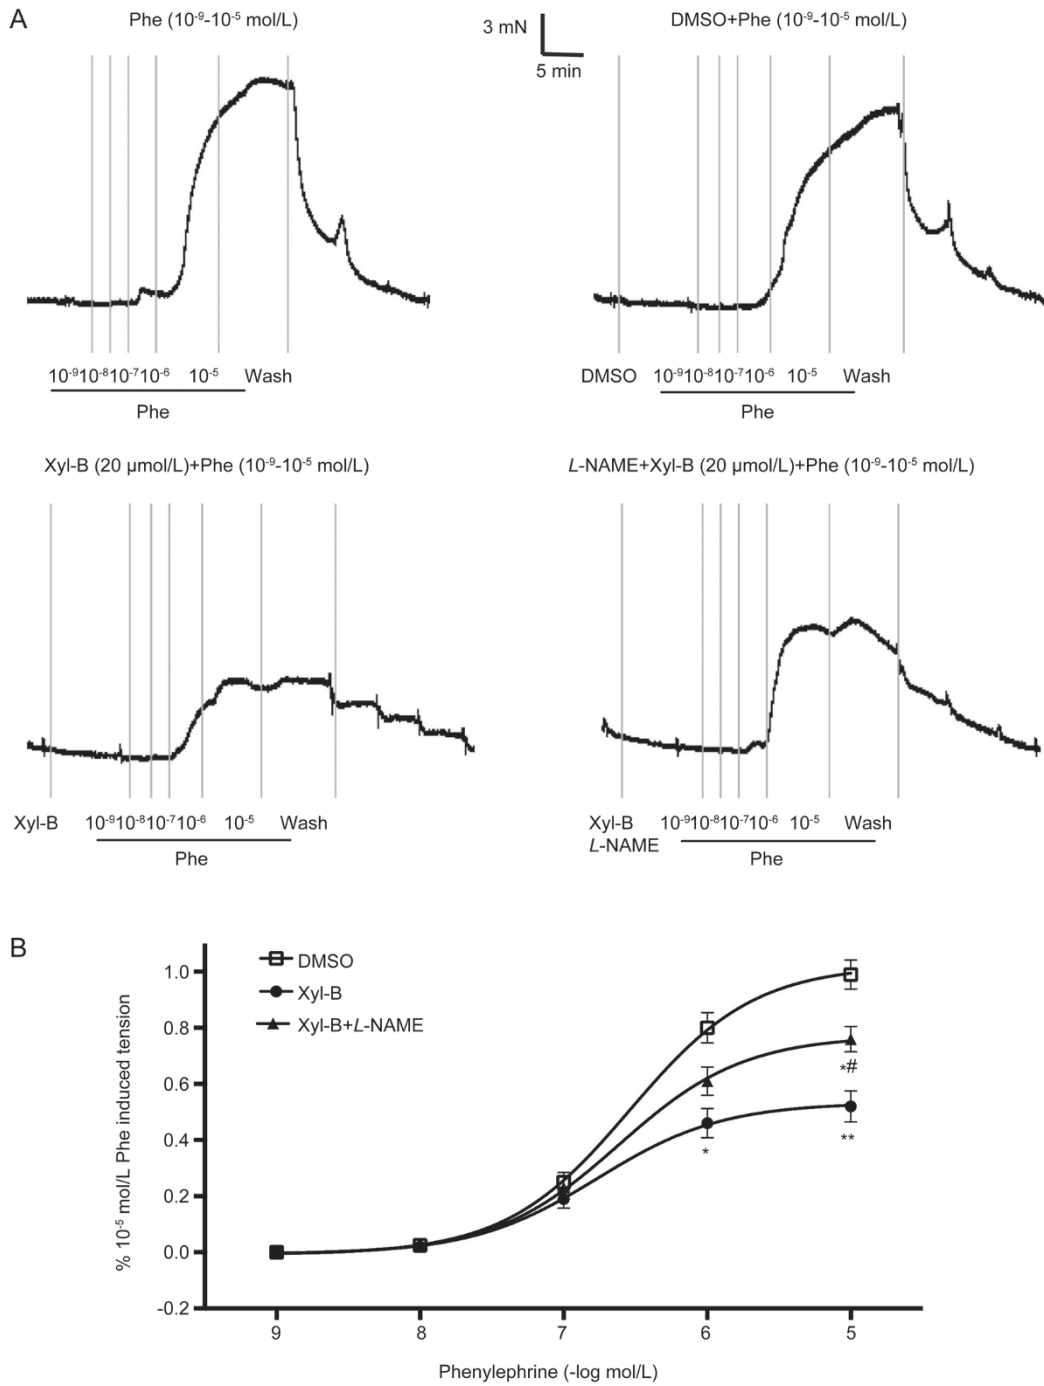 A
Phe (10⁻⁹-10⁻⁵ mol/L)
3 mN
5 min
DMSO+Phe (10⁻⁹-10⁻⁵ mol/L)
10⁻⁹10⁻⁸10⁻⁷10⁻⁶ 10⁻⁵ Wash
Phe
DMSO 10⁻⁹10⁻⁸10⁻⁷10⁻⁶ 10⁻⁵ Wash
Phe
Xyl-B (20 µmol/L)+Phe (10⁻⁹-10⁻⁵ mol/L)
L-NAME+Xyl-B (20 µmol/L)+Phe (10⁻⁹-10⁻⁵ mol/L)
Xyl-B 10⁻⁹10⁻⁸10⁻⁷10⁻⁶ 10⁻⁵ Wash
Phe
Xyl-B 10⁻⁹10⁻⁸10⁻⁷10⁻⁶ 10⁻⁵ Wash
L-NAME
Phe
B
% 10⁻⁵ mol/L Phe induced tension
1.0
0.8
0.6
0.4
0.2
0.0
-0.2
DMSO
Xyl-B
Xyl-B+L-NAME
*#
*
**
9 8 7 6 5
Phenylephrine (-log mol/L)